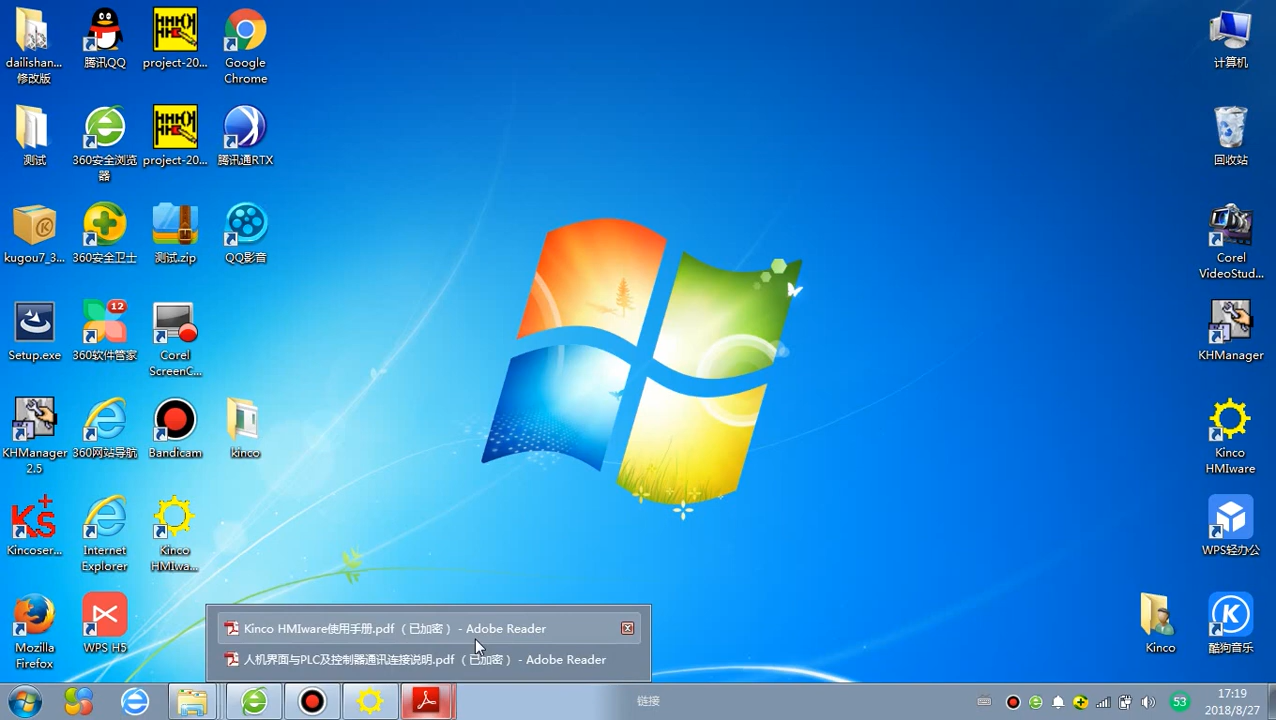 dailishan...
修改版
腾讯QQ
project-20...
Google
Chrome
计算机
测试
360安全浏览
器
project-20...
腾讯通RTX
回收站
kugou7_3...
360安全卫士
测试.zip
QQ影音
Corel
VideoStud...
12
Setup.exe
360软件管家
Corel
ScreenC...
KHManager
KHManager
2.5
360网站导航
Bandicam
kinco
Kinco
HMIware
Kincoser...
Internet
Explorer
Kinco
HMIwa...
WPS轻办公
Mozilla
Firefox
WPS H5
Kinco
酷狗音乐
Kinco HMIware使用手册.pdf（已加密） - Adobe Reader
人机界面与PLC及控制器通讯连接说明.pdf（已加密） - Adobe Reader
链接
53
17:19
2018/8/27